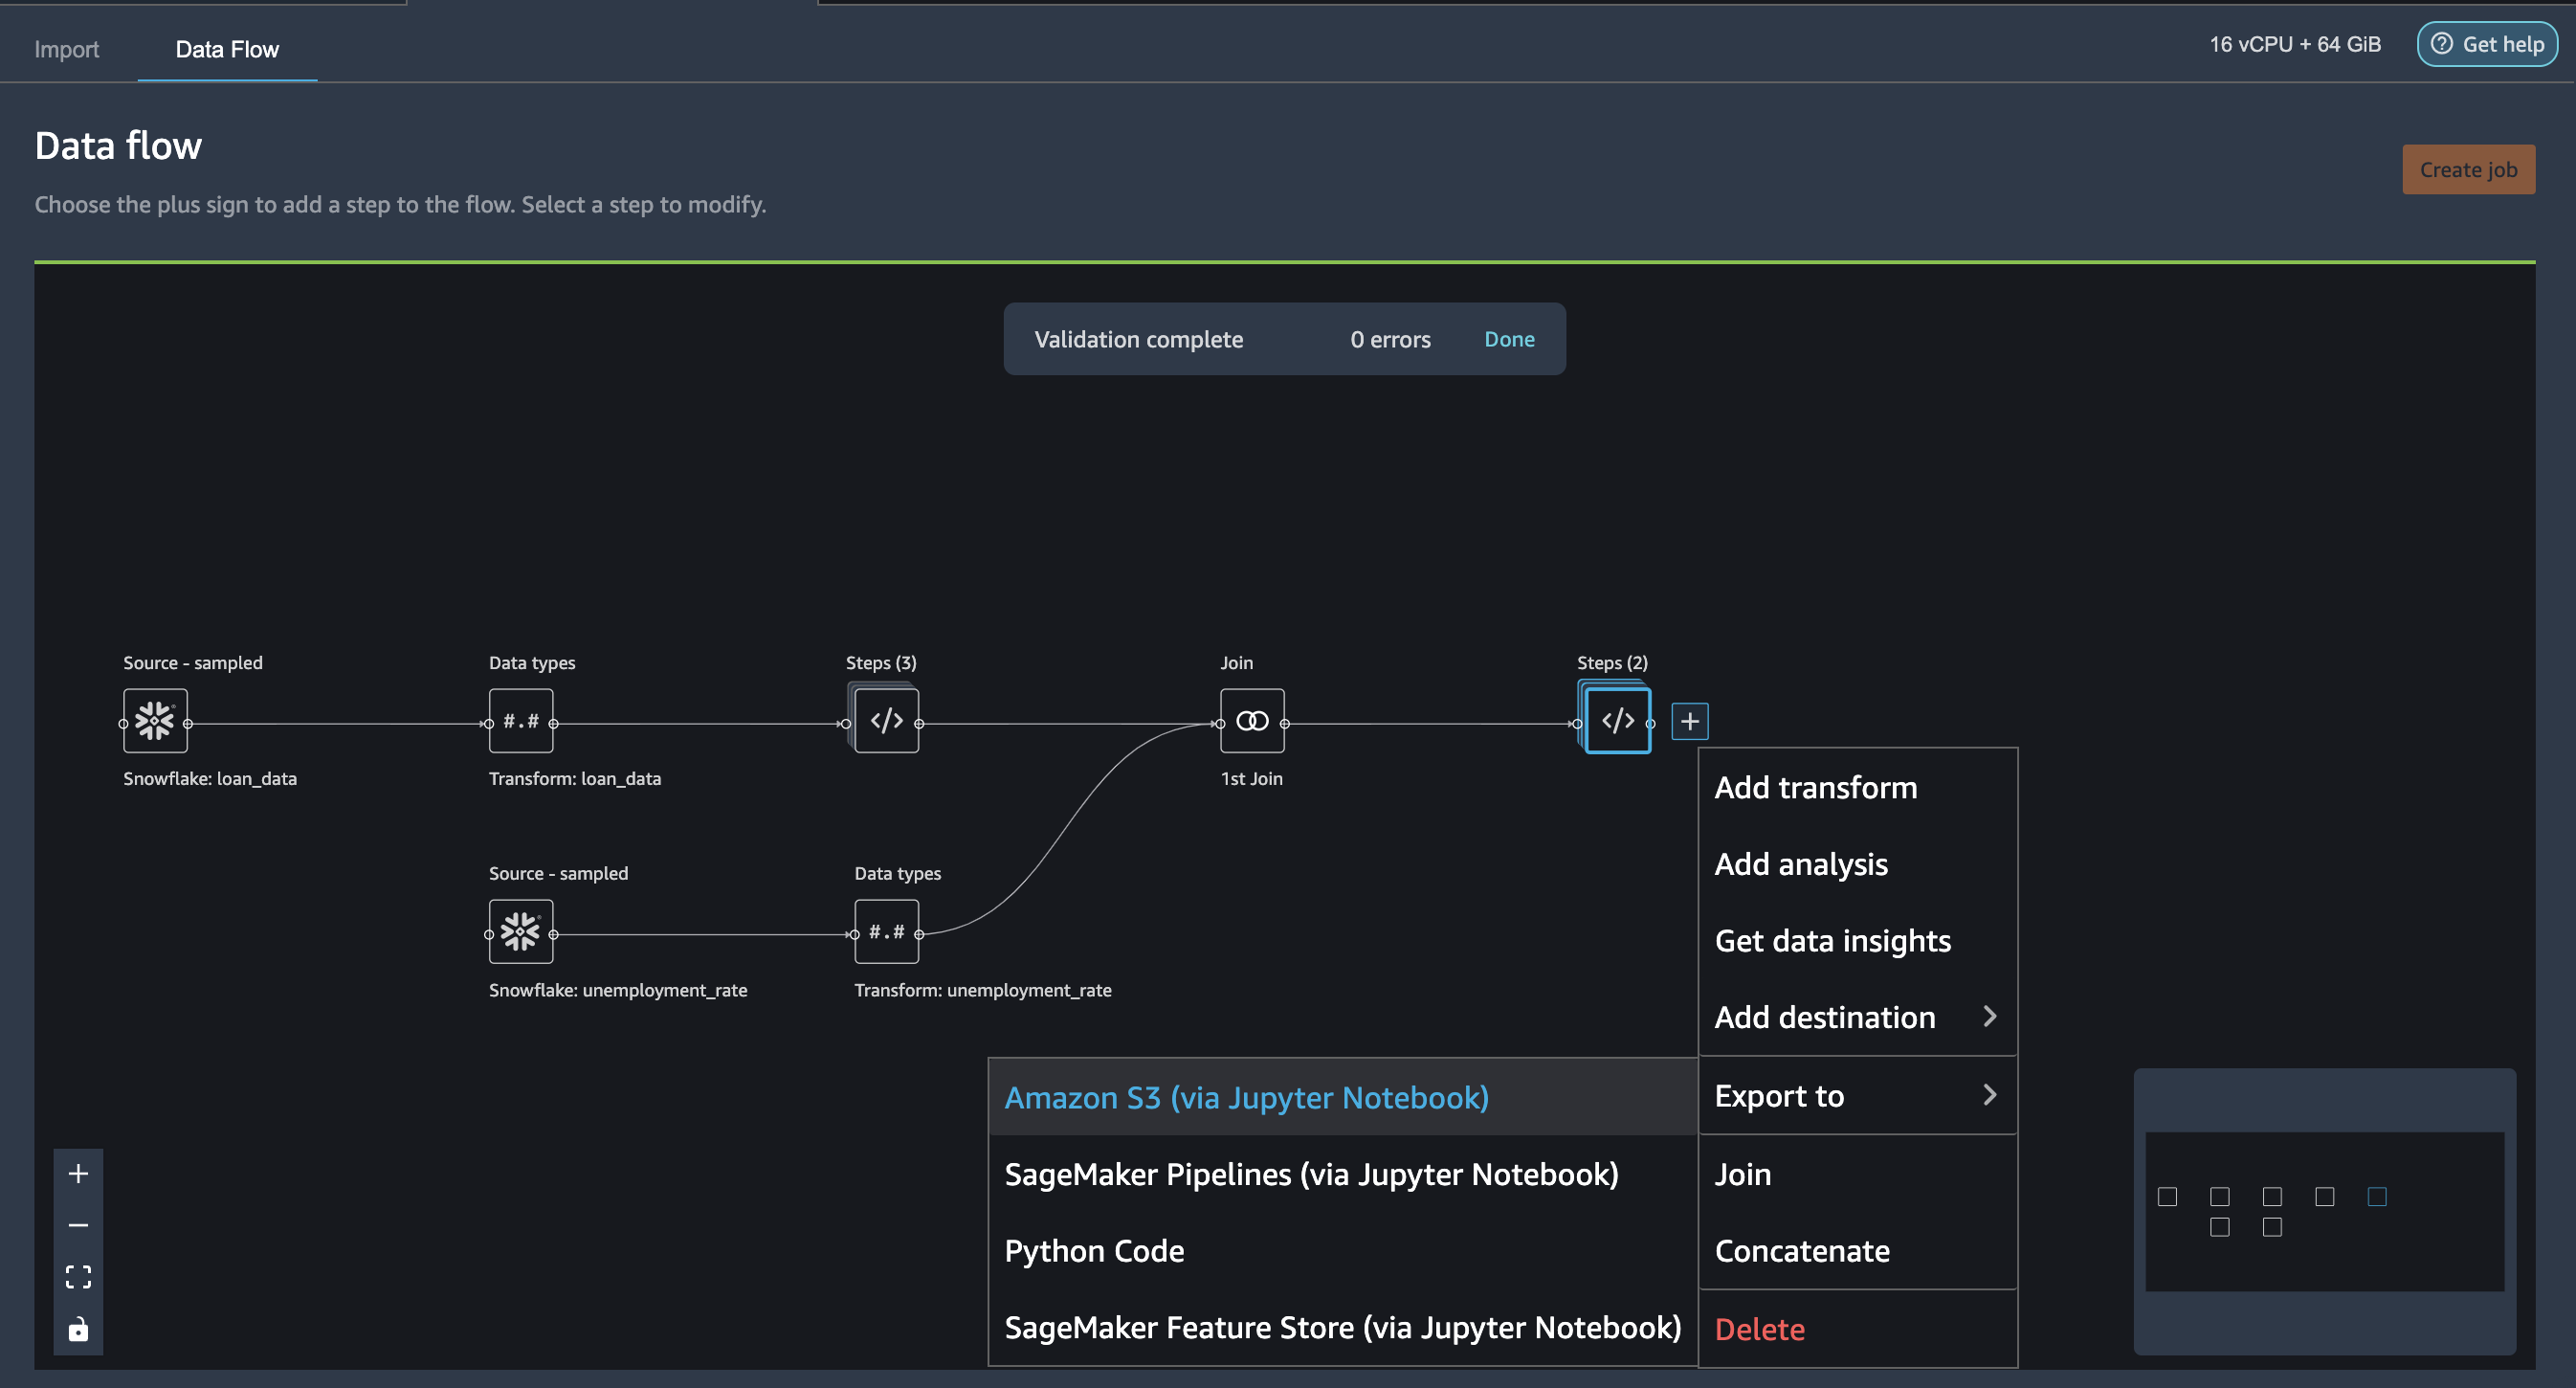 Import
Data Flow
16 vCPU + 64 GiB
Get help
Data flow
Choose the plus sign to add a step to the flow. Select a step to modify.
Create job
Validation complete
0 errors
Done
Source - sampled
Data types
Steps (3)
Join
Steps (2)
#.#
</>
</>
Snowflake: loan_data
Transform: loan_data
1st Join
Source - sampled
Data types
#.#
Snowflake: unemployment_rate
Transform: unemployment_rate
Add transform
Add analysis
Get data insights
Add destination
Export to
Join
Concatenate
Delete
Amazon S3 (via Jupyter Notebook)
SageMaker Pipelines (via Jupyter Notebook)
Python Code
SageMaker Feature Store (via Jupyter Notebook)